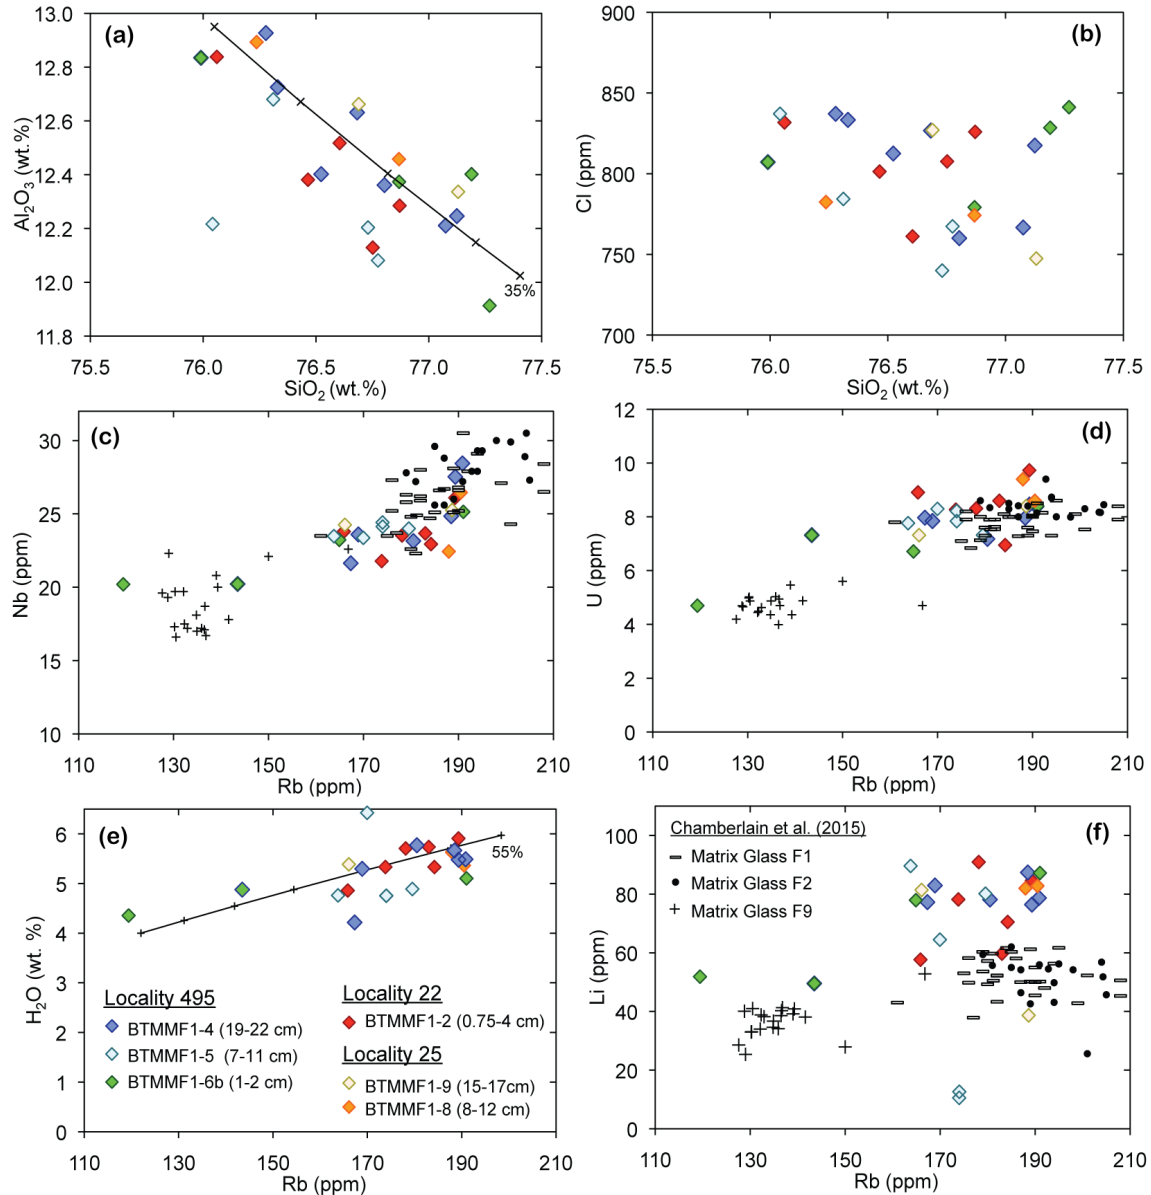 (a)
13.0
12.8
12.6
12.4
12.2
12.0
11.8
Al2O3 (wt.%)
35%
75.5 76.0 76.5 77.0 77.5
SiO2 (wt.%)
(b)
900
850
800
750
700
Cl (ppm)
75.5 76.0 76.5 77.0 77.5
SiO2 (wt.%)
(c)
30
25
20
15
10
Nb (ppm)
110 130 150 170 190 210
Rb (ppm)
(d)
12
10
8
6
4
2
0
U (ppm)
110 130 150 170 190 210
Rb (ppm)
(e)
6
5
4
3
2
1
0
H2O (wt. %)
55%
Locality 495
BTMMF1-4 (19-22 cm)
BTMMF1-5 (7-11 cm)
BTMMF1-6b (1-2 cm)
Locality 22
BTMMF1-2 (0.75-4 cm)
Locality 25
BTMMF1-9 (15-17cm)
BTMMF1-8 (8-12 cm)
110 130 150 170 190 210
Rb (ppm)
(f)
100
80
60
40
20
0
Li (ppm)
Chamberlain et al. (2015)
Matrix Glass F1
Matrix Glass F2
Matrix Glass F9
110 130 150 170 190 210
Rb (ppm)